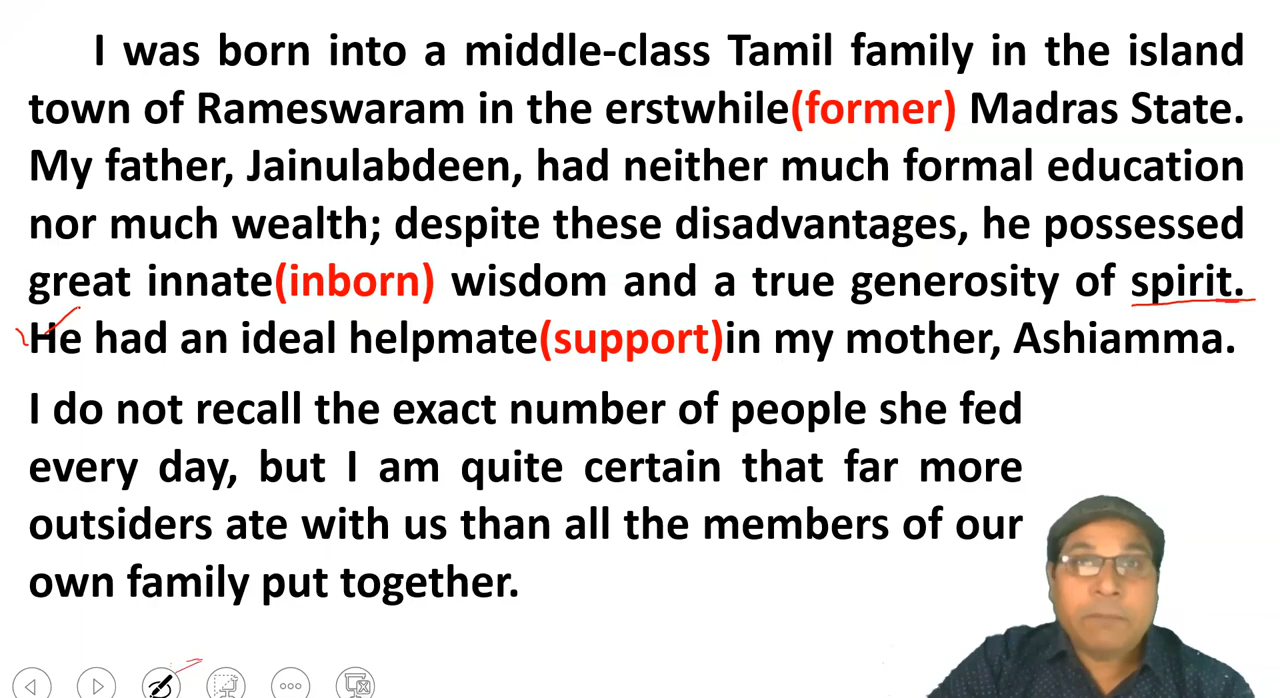 I was born into a middle-class Tamil family in the island
town of Rameswaram in the erstwhile(former) Madras State.
My father, Jainulabdeen, had neither much formal education
nor much wealth; despite these disadvantages, he possessed
great innate(inborn) wisdom and a true generosity of spirit.
He had an ideal helpmate(support)in my mother, Ashiamma.
I do not recall the exact number of people she fed
every day, but I am quite certain that far more
outsiders ate with us than all the members of our
own family put together.